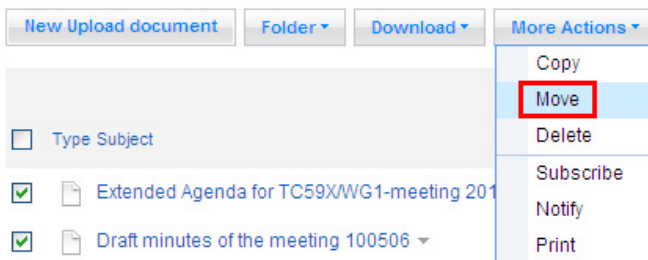 New Upload document Folder Download More Actions
Copy
Move
Delete
Type Subject
Subscribe
Extended Agenda for TC59X/WG1-meeting 201
Notify
Draft minutes of the meeting 100506
Print